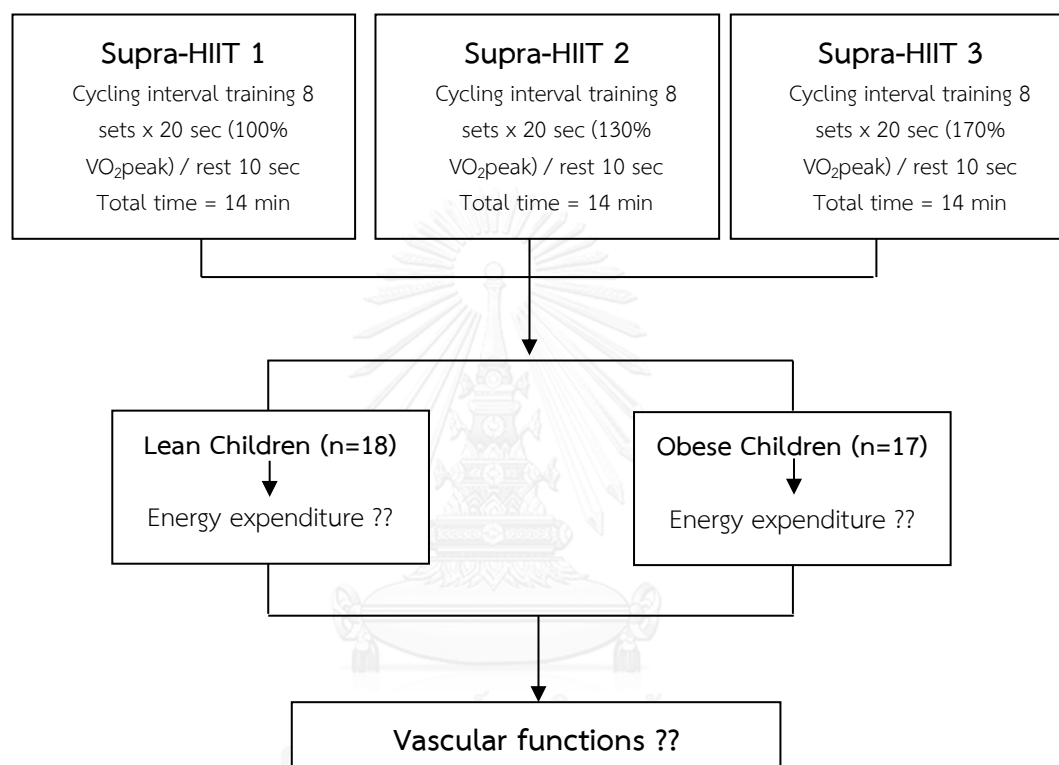 Supra-HIIT 1
Cycling interval training 8
sets x 20 sec (100%
VO₂peak) / rest 10 sec
Total time = 14 min
Supra-HIIT 2
Cycling interval training 8
sets x 20 sec (130%
VO₂peak) / rest 10 sec
Total time = 14 min
Supra-HIIT 3
Cycling interval training 8
sets x 20 sec (170%
VO₂peak) / rest 10 sec
Total time = 14 min
Lean Children (n=18)
Energy expenditure ??
Obese Children (n=17)
Energy expenditure ??
Vascular functions ??